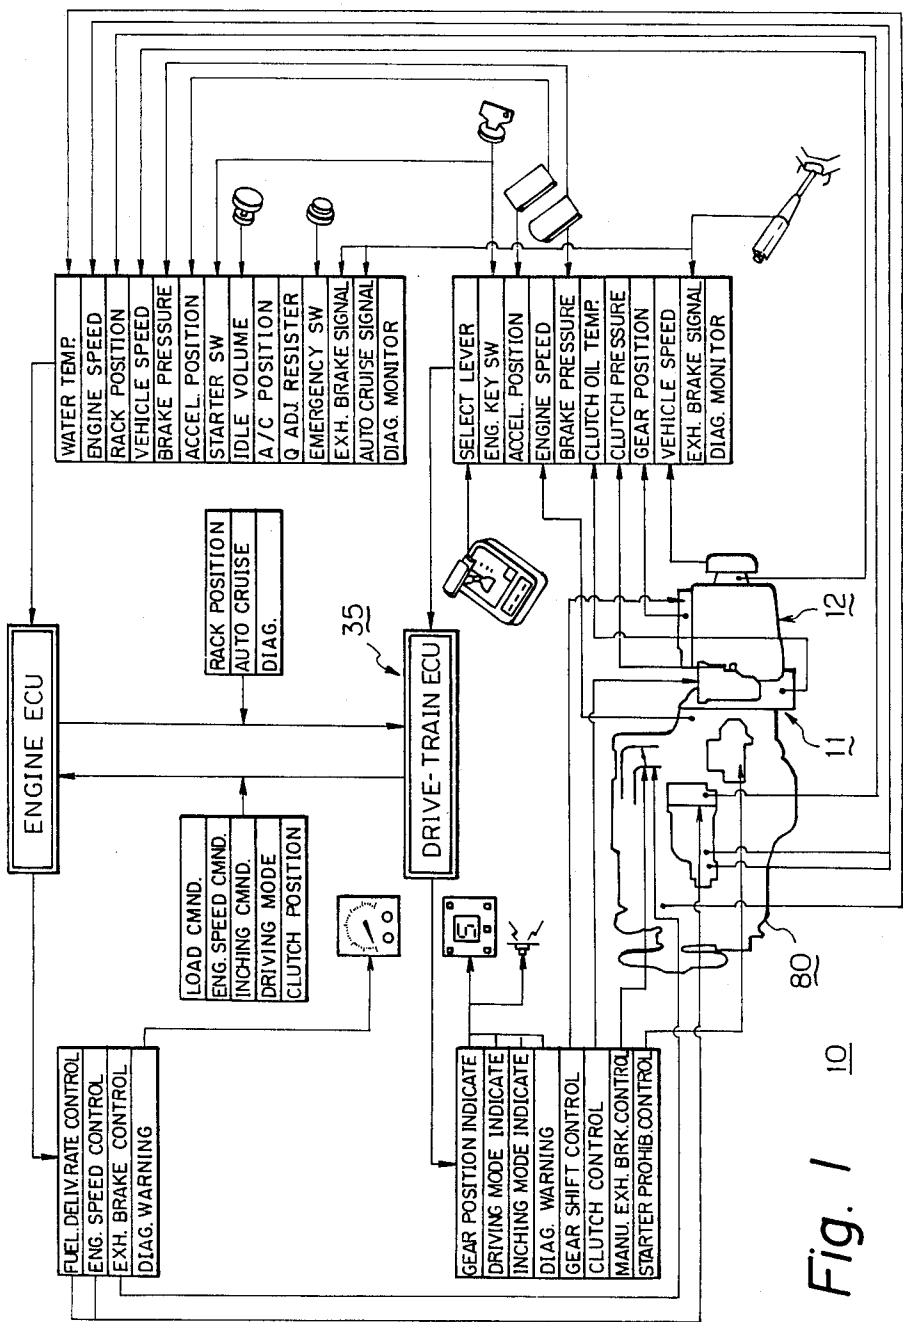 WATER TEMP.
ENGINE SPEED
RACK POSITION
VEHICLE SPEED
BRAKE PRESSURE
ACCEL. POSITION
STARTER SW
IDLE VOLUME
A/C POSITION
Q ADJ RESISTER
EMERGENCY SW
EXH. BRAKE SIGNAL
AUTO CRUISE SIGNAL
DIAG. MONITOR
SELECT LEVER
ENG. KEY SW
ACCEL. POSITION
ENGINE SPEED
BRAKE PRESSURE
CLUTCH OIL TEMP.
CLUTCH PRESSURE
GEAR POSITION
VEHICLE SPEED
EXH. BRAKE SIGNAL
DIAG. MONITOR
ENGINE ECU
RACK POSITION
AUTO CRUISE
DIAG.
35
DRIVE-TRAIN ECU
LOAD CMND.
ENG. SPEED CMND.
INCHING CMND.
DRIVING MODE
CLUTCH POSITION
5
FUEL.DELIV.RATE CONTROL
ENG. SPEED CONTROL
EXH. BRAKE CONTROL
DIAG. WARNING
GEAR POSITION INDICATE
DRIVING MODE INDICATE
INCHING MODE INDICATE
DIAG. WARNING
GEAR SHIFT CONTROL
CLUTCH CONTROL
MANU. EXH. BRK. CONTROL
STARTER PROHIB. CONTROL
12
11
80
10
Fig. 1